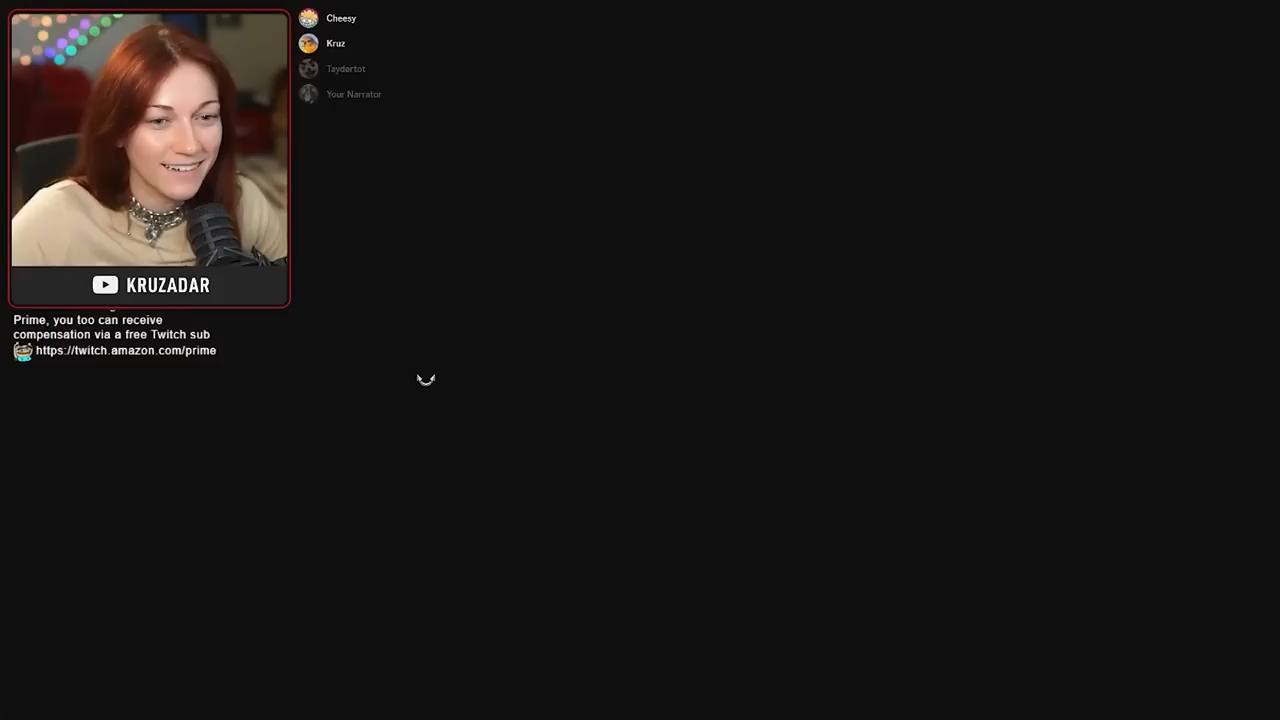 Cheesy
Kruz
Taydertot
Your Narrator
KRUZADAR
Prime, you too can receive
compensation via a free Twitch sub
https://twitch.amazon.com/prime